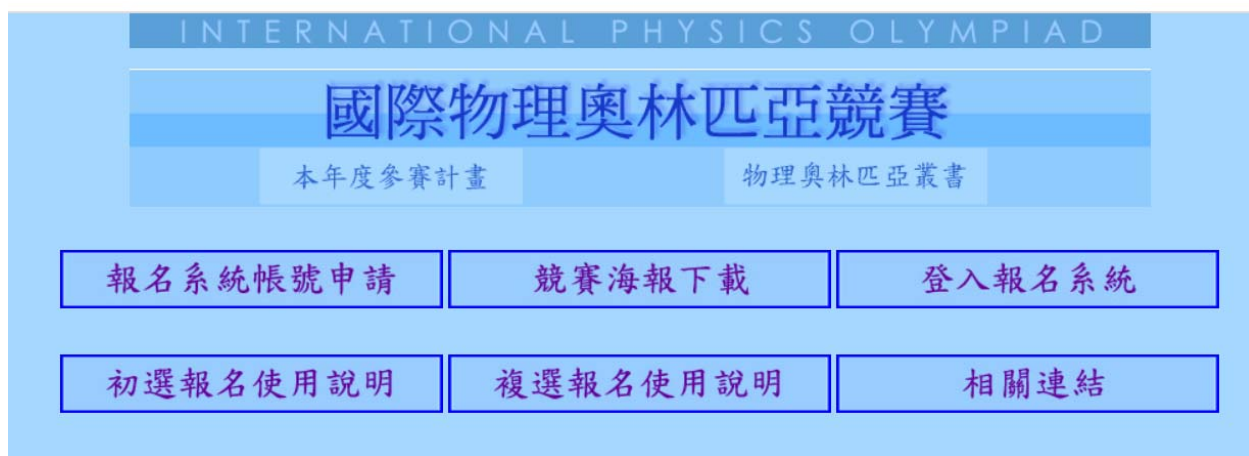 INTERNATIONAL PHYSICS OLYMPIAD
國際物理奧林匹亞競賽
本年度參賽計畫 物理奧林匹亞叢書
報名系統帳號申請 競賽海報下載 登入報名系統
初選報名使用說明 複選報名使用說明 相關連結